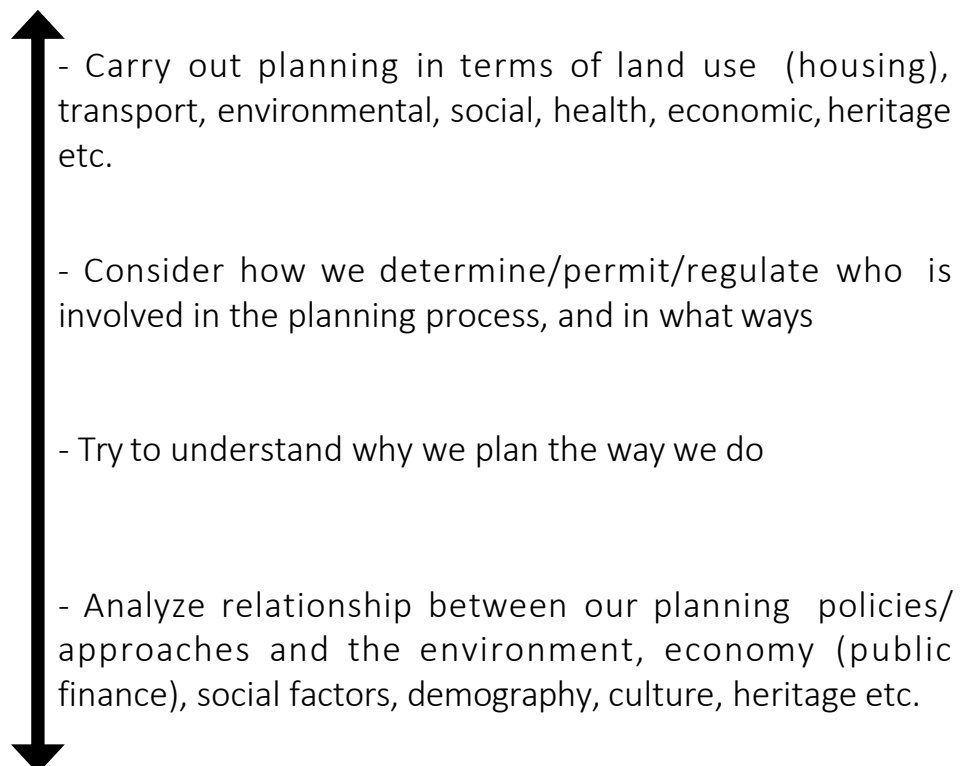 - Carry out planning in terms of land use (housing),
transport, environmental, social, health, economic, heritage
etc.
- Consider how we determine/permit/regulate who is
involved in the planning process, and in what ways
- Try to understand why we plan the way we do
- Analyze relationship between our planning policies/
approaches and the environment, economy (public
finance), social factors, demography, culture, heritage etc.